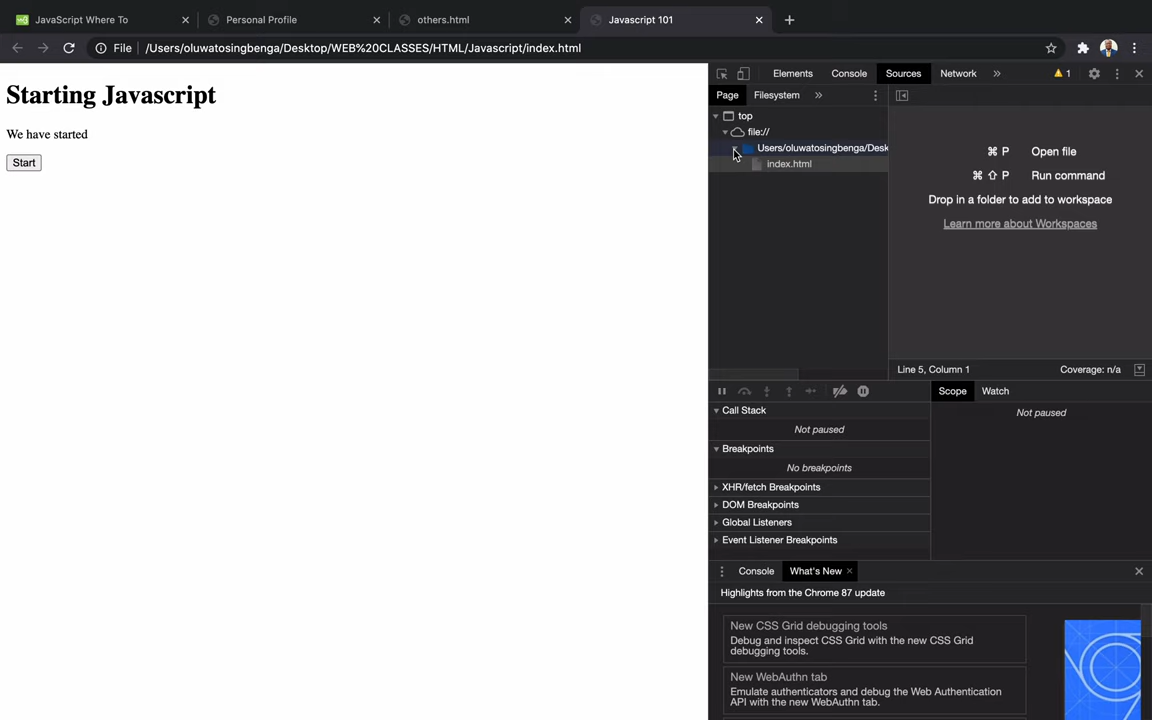 JavaScript Where To
Personal Profile
others.html
Javascript 101
File
/Users/oluwatosingbenga/Desktop/WEB%20CLASSES/HTML/Javascript/index.html
Starting Javascript
We have started
Start
Elements Console Sources Network » 1
Page Filesystem »
top
file://
Users/oluwatosingbenga/Desk
index.html
⌘ P Open file
⌘ ⇧ P Run command
Drop in a folder to add to workspace
Learn more about Workspaces
Line 5, Column 1 Coverage: n/a
Scope Watch
Not paused
Call Stack
Not paused
Breakpoints
No breakpoints
XHR/fetch Breakpoints
DOM Breakpoints
Global Listeners
Event Listener Breakpoints
Console What's New
Highlights from the Chrome 87 update
New CSS Grid debugging tools
Debug and inspect CSS Grid with the new CSS Grid
debugging tools.
New WebAuthn tab
Emulate authenticators and debug the Web Authentication
API with the new WebAuthn tab.